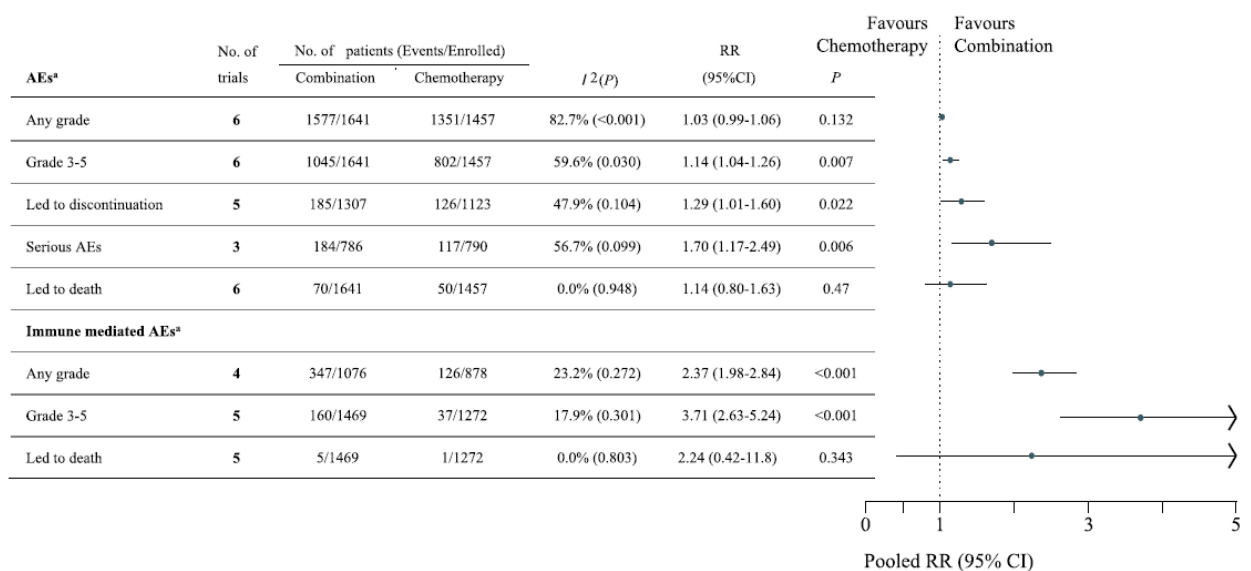 Favours Favours
Chemotherapy Combination
No. of No. of patients (Events/Enrolled) RR
AEsᵃ trials Combination Chemotherapy I 2(P) (95%CI) P
Any grade 6 1577/1641 1351/1457 82.7% (<0.001) 1.03 (0.99-1.06) 0.132
Grade 3-5 6 1045/1641 802/1457 59.6% (0.030) 1.14 (1.04-1.26) 0.007
Led to discontinuation 5 185/1307 126/1123 47.9% (0.104) 1.29 (1.01-1.60) 0.022
Serious AEs 3 184/786 117/790 56.7% (0.099) 1.70 (1.17-2.49) 0.006
Led to death 6 70/1641 50/1457 0.0% (0.948) 1.14 (0.80-1.63) 0.47
Immune mediated AEsᵃ
Any grade 4 347/1076 126/878 23.2% (0.272) 2.37 (1.98-2.84) <0.001
Grade 3-5 5 160/1469 37/1272 17.9% (0.301) 3.71 (2.63-5.24) <0.001
Led to death 5 5/1469 1/1272 0.0% (0.803) 2.24 (0.42-11.8) 0.343
0 1 3 5
Pooled RR (95% CI)